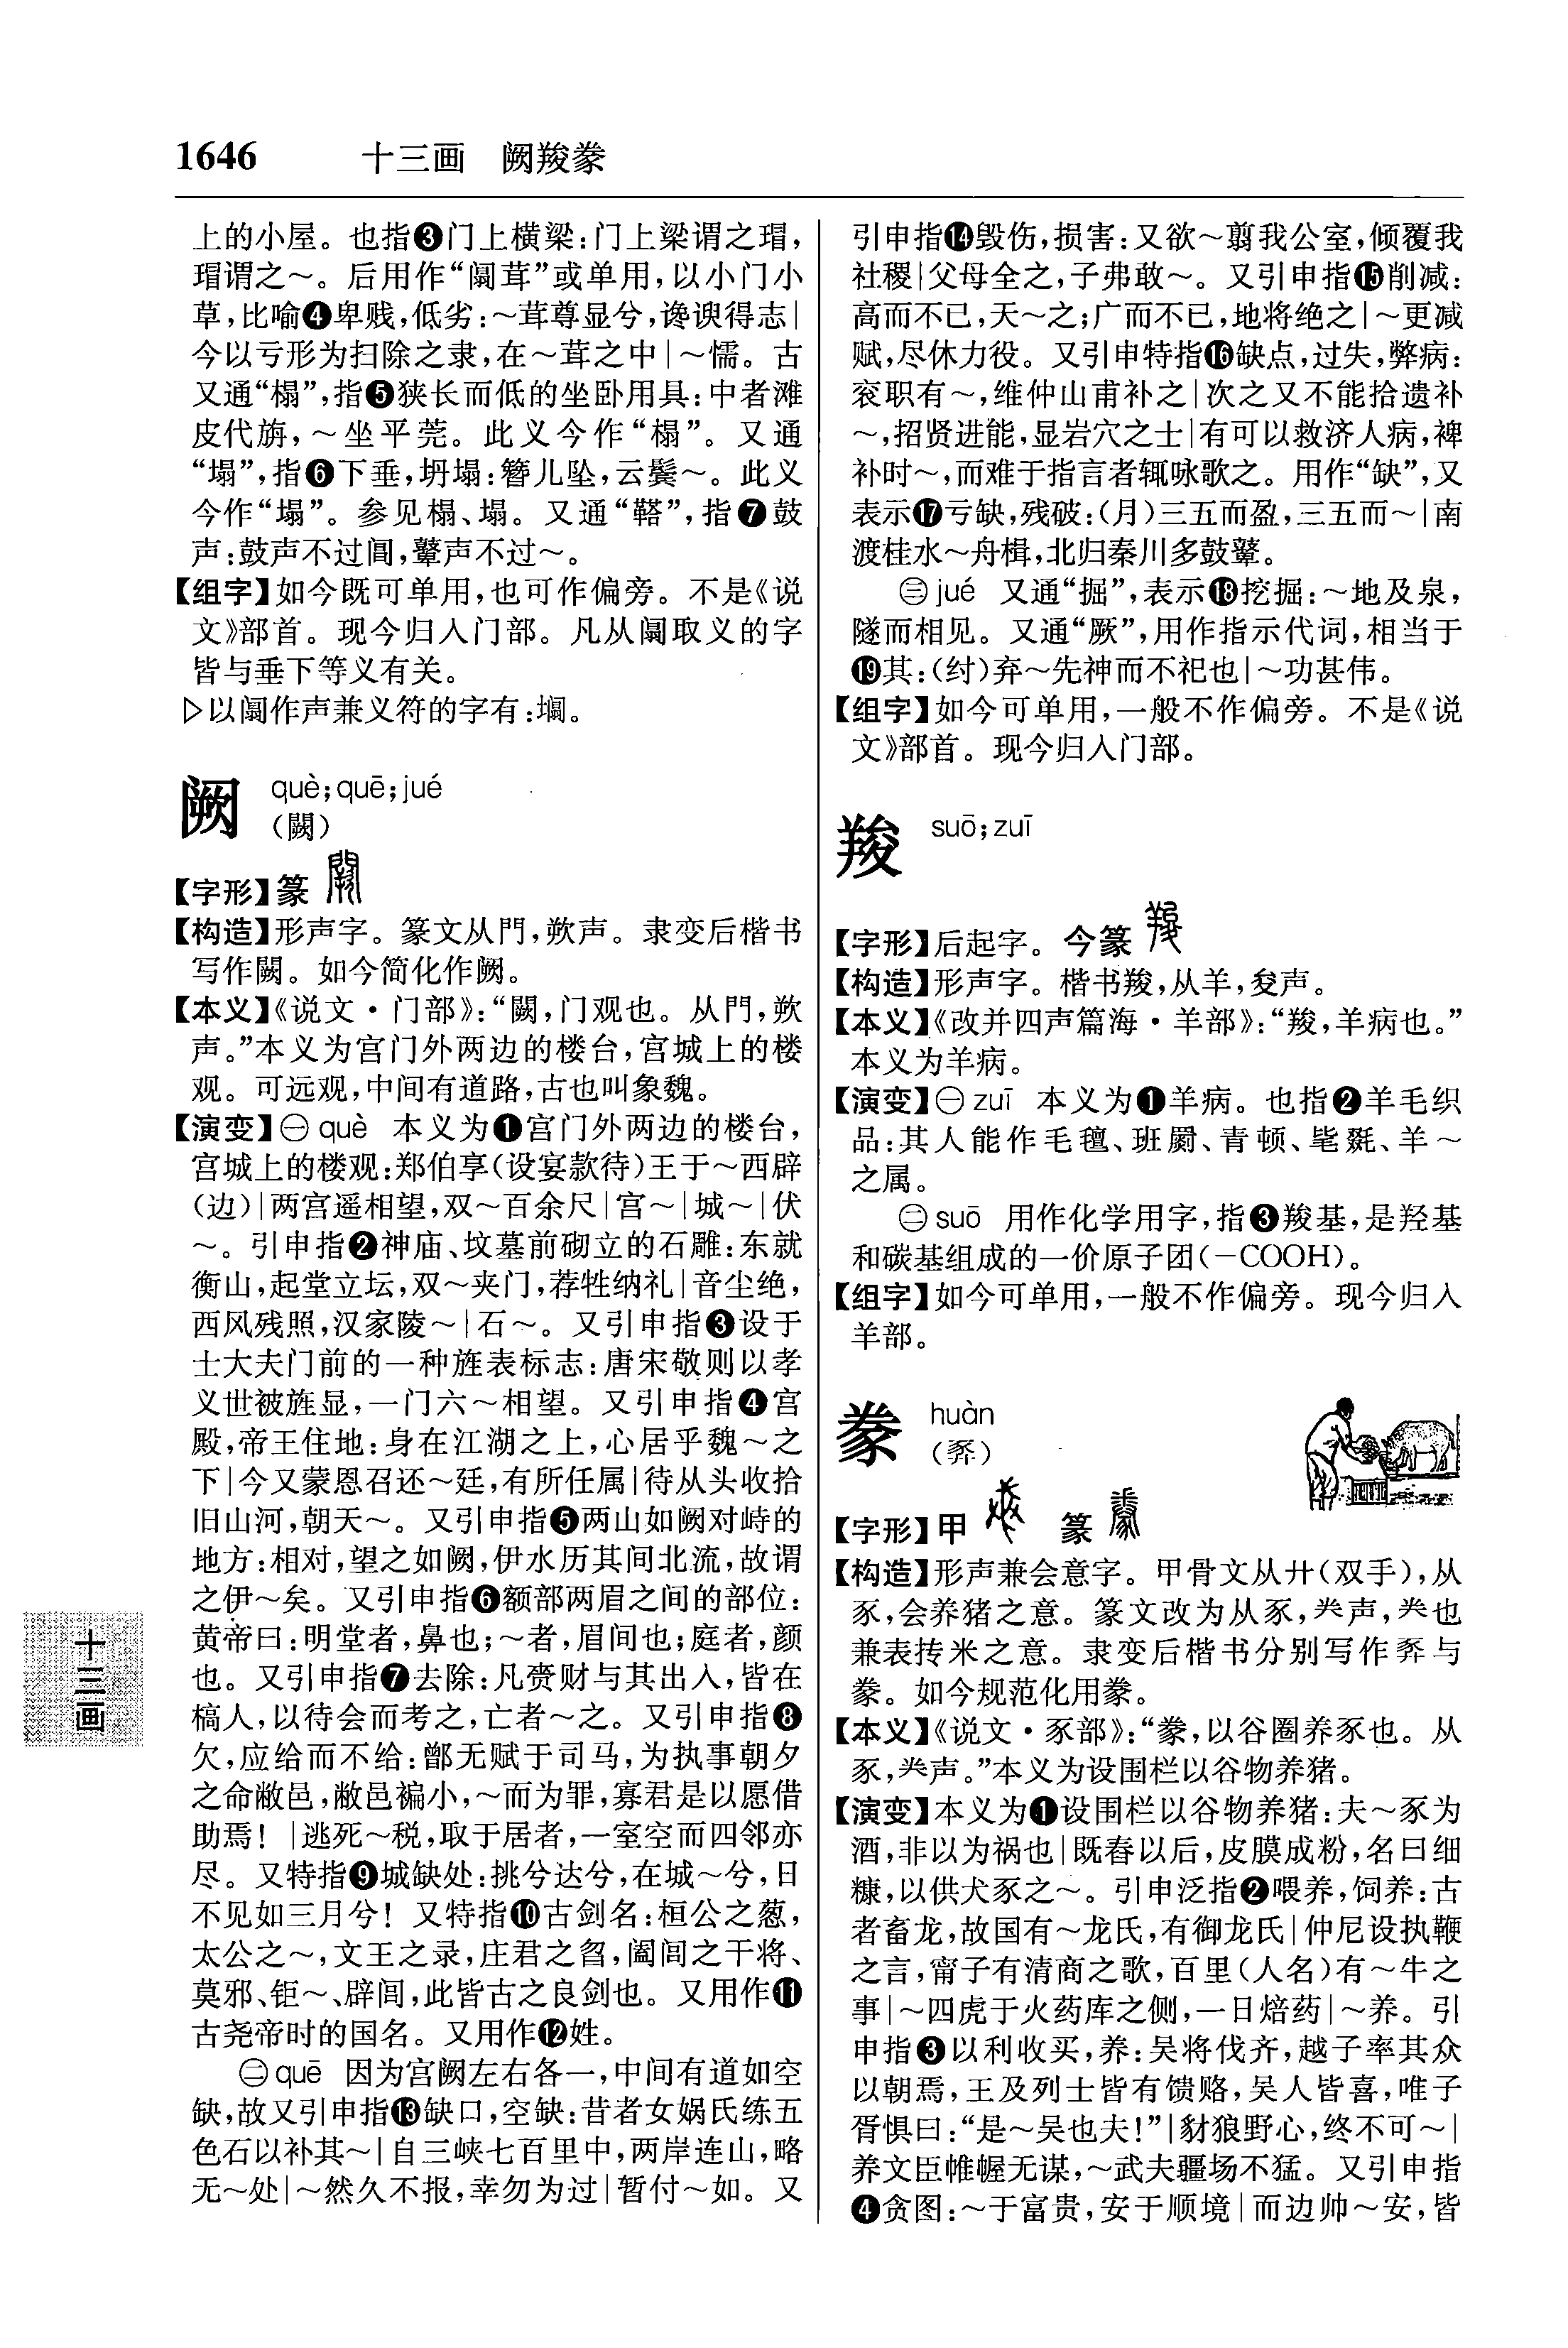 1646 十三画 阙羧豢
上的小屋。也指❸门上横梁:门上梁谓之瑁,
瑁谓之～。后用作“阘茸”或单用,以小门小
草,比喻❹卑贱,低劣:～茸尊显兮,谗谀得志|
今以亏形为扫除之隶,在～茸之中|～懦。古
又通“榻”,指❺狭长而低的坐卧用具:中者滩
皮代旃,～坐平莞。此义今作“榻”。又通
“塌”,指❻下垂,坍塌:簪儿坠,云鬓～。此义
今作“塌”。参见榻、塌。又通“鞳”,指❼鼓
声:鼓声不过阊,鼙声不过～。
【组字】如今既可单用,也可作偏旁。不是《说
文》部首。现今归入门部。凡从阘取义的字
皆与垂下等义有关。
▷以阘作声兼义符的字有:
阙 què;quē;jué
(闕)
【字形】篆
【构造】形声字。篆文从門,欮声。隶变后楷书
写作闕。如今简化作阙。
【本义】《说文·门部》:“闕,门观也。从門,欮
声。”本义为宫门外两边的楼台,宫城上的楼
观。可远观,中间有道路,古也叫象魏。
【演变】㊀què 本义为❶宫门外两边的楼台,
宫城上的楼观:郑伯享(设宴款待)王于～西辟
(边)|两宫遥相望,双～百余尺|宫～|城～|伏
～。引申指❷神庙、坟墓前砌立的石雕:东就
衡山,起堂立坛,双～夹门,荐牲纳礼|音尘绝,
西风残照,汉家陵～|石～。又引申指❸设于
士大夫门前的一种旌表标志:唐宋敬则以孝
义世被旌显,一门六～相望。又引申指❹宫
殿,帝王住地:身在江湖之上,心居乎魏～之
下|今又蒙恩召还～廷,有所任属|待从头收拾
旧山河,朝天～。又引申指❺两山如阙对峙的
地方:相对,望之如阙,伊水历其间北流,故谓
之伊～矣。又引申指❻额部两眉之间的部位:
黄帝曰:明堂者,鼻也;～者,眉间也;庭者,颜
也。又引申指❼去除:凡赍财与其出入,皆在
槁人,以待会而考之,亡者～之。又引申指❽
欠,应给而不给:鄫无赋于司马,为执事朝夕
之命敝邑,敝邑褊小,～而为罪,寡君是以愿借
助焉!|逃死～税,取于居者,一室空而四邻亦
尽。又特指❾城缺处:挑兮达兮,在城～兮,日
不见如三月兮!又特指❿古剑名:桓公之葱,
太公之～,文王之录,庄君之曶,阖闾之干将、
莫邪、钜～、辟闾,此皆古之良剑也。又用作⓫
古尧帝时的国名。又用作⓬姓。
㊁quē 因为宫阙左右各一,中间有道如空
缺,故又引申指⓭缺口,空缺:昔者女娲氏练五
色石以补其～|自三峡七百里中,两岸连山,略
无～处|～然久不报,幸勿为过|暂付～如。又
引申指⓮毁伤,损害:又欲～翦我公室,倾覆我
社稷|父母全之,子弗敢～。又引申指⓯削减:
高而不已,天～之;广而不已,地将绝之|～更减
赋,尽休力役。又引申特指⓰缺点,过失,弊病:
衮职有～,维仲山甫补之|次之又不能拾遗补
～,招贤进能,显岩穴之士|有可以救济人病,裨
补时～,而难于指言者辄咏歌之。用作“缺”,又
表示⓱亏缺,残破:(月)三五而盈,三五而～|南
渡桂水～舟楫,北归秦川多鼓鼙。
㊂jué 又通“掘”,表示⓲挖掘:～地及泉,
隧而相见。又通“厥”,用作指示代词,相当于
⓳其:(纣)弃～先神而不祀也|～功甚伟。
【组字】如今可单用,一般不作偏旁。不是《说
文》部首。现今归入门部。
羧 suō;zuī
【字形】后起字。今篆
【构造】形声字。楷书羧,从羊,夋声。
【本义】《改并四声篇海·羊部》:“羧,羊病也。”
本义为羊病。
【演变】㊀zuī 本义为❶羊病。也指❷羊毛织
品:其人能作毛毯、班罽、青顿、毞毲、羊～
之属。
㊁suō 用作化学用字,指❸羧基,是羟基
和碳基组成的一价原子团(－COOH)。
【组字】如今可单用,一般不作偏旁。现今归入
羊部。
豢 huàn
(豩)
【字形】甲 篆
【构造】形声兼会意字。甲骨文从廾(双手),从
豕,会养猪之意。篆文改为从豕,龹声,龹也
兼表抟米之意。隶变后楷书分别写作与
豢。如今规范化用豢。
【本义】《说文·豕部》:“豢,以谷圈养豕也。从
豕,龹声。”本义为设围栏以谷物养猪。
【演变】本义为❶设围栏以谷物养猪:夫～豕为
酒,非以为祸也|既舂以后,皮膜成粉,名曰细
糠,以供犬豕之～。引申泛指❷喂养,饲养:古
者畜龙,故国有～龙氏,有御龙氏|仲尼设执鞭
之言,甯子有清商之歌,百里(人名)有～牛之
事|～四虎于火药库之侧,一日焙药|～养。引
申指❸以利收买,养:吴将伐齐,越子率其众
以朝焉,王及列士皆有馈赂,吴人皆喜,唯子
胥惧曰:“是～吴也夫!”|豺狼野心,终不可～|
养文臣帷幄无谋,～武夫疆场不猛。又引申指
❹贪图:～于富贵,安于顺境|而边帅～安,皆
十三画